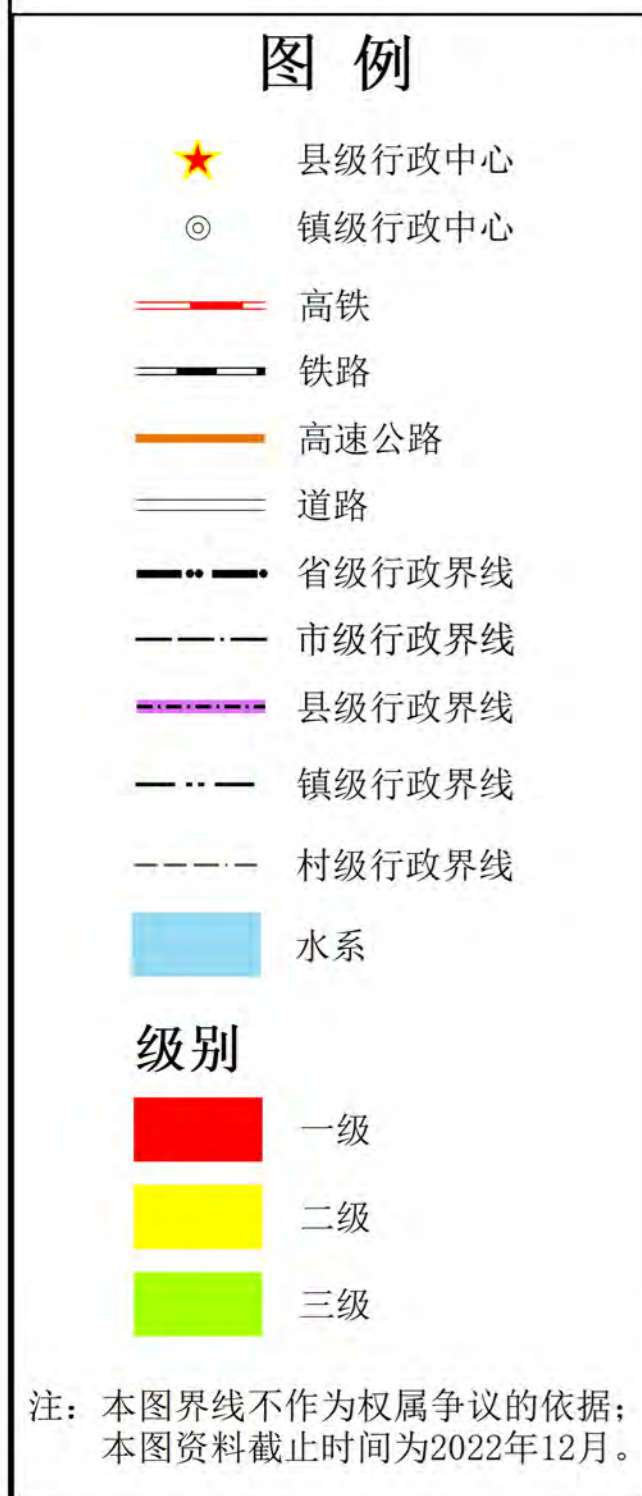 图 例
县级行政中心
镇级行政中心
高铁
铁路
高速公路
道路
省级行政界线
市级行政界线
县级行政界线
镇级行政界线
村级行政界线
水系
级别
一级
二级
三级
注：本图界线不作为权属争议的依据；
本图资料截止时间为2022年12月。